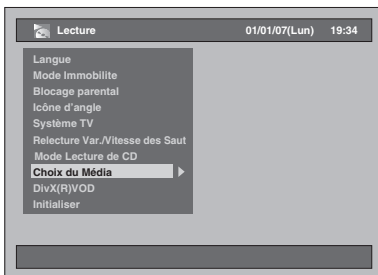 Lecture 01/01/07(Lun) 19:34
Langue
Mode Immobilite
Blocage parental
Icône d'angle
Système TV
Relecture Var./Vitesse des Saut
Mode Lecture de CD
Choix du Média
DivX(R)VOD
Initialiser